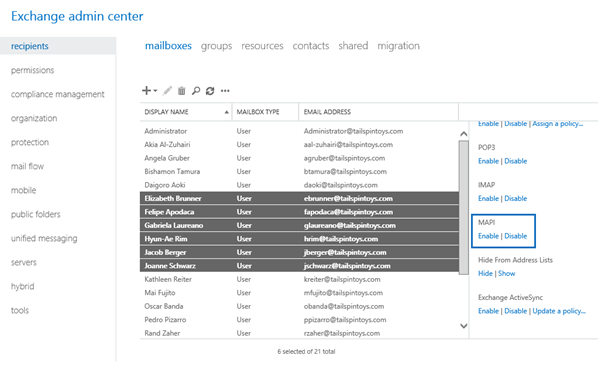 Exchange admin center
recipients
permissions
compliance management
organization
protection
mail flow
mobile
public folders
unified messaging
servers
hybrid
tools
mailboxes groups resources contacts shared migration
DISPLAY NAME MAILBOX TYPE EMAIL ADDRESS
Administrator User Administrator@tailspintoys.com
Akia Al-Zuhairi User aal-zuhairi@tailspintoys.com
Angela Gruber User agruber@tailspintoys.com
Bishamon Tamura User btamura@tailspintoys.com
Daigoro Aoki User daoki@tailspintoys.com
Elizabeth Brunner User ebrunner@tailspintoys.com
Felipe Apodaca User fapodaca@tailspintoys.com
Gabriela Laureano User glaureano@tailspintoys.com
Hyun-Ae Rim User hrim@tailspintoys.com
Jacob Berger User jberger@tailspintoys.com
Joanne Schwarz User jschwarz@tailspintoys.com
Kathleen Reiter User kreiter@tailspintoys.com
Mai Fujito User mfujito@tailspintoys.com
Oscar Banda User obanda@tailspintoys.com
Pedro Pizarro User ppizarro@tailspintoys.com
Rand Zaher User rzaher@tailspintoys.com
6 selected of 21 total
Enable | Disable | Assign a policy...
POP3
Enable | Disable
IMAP
Enable | Disable
MAPI
Enable | Disable
Hide From Address Lists
Hide | Show
Exchange ActiveSync
Enable | Disable | Update a policy...